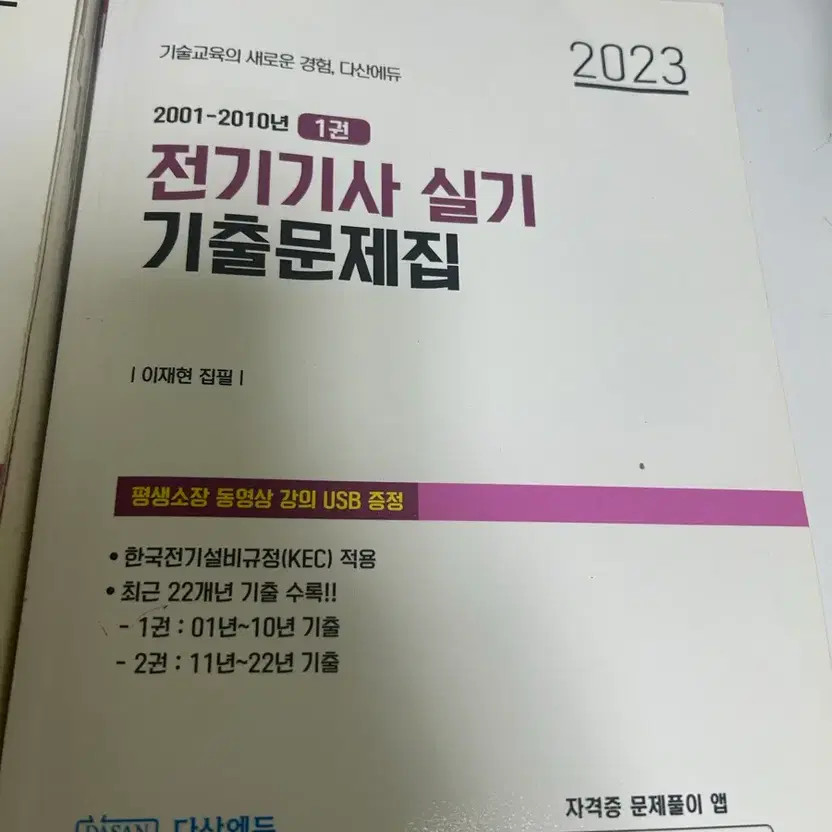 기술교육의 새로운 경험, 다산에듀
2023
2001-2010년 1권
전기기사 실기
기출문제집
| 이재현 집필 |
평생소장 동영상 강의 USB 증정
• 한국전기설비규정(KEC) 적용
• 최근 22개년 기출 수록!!
- 1권 : 01년~10년 기출
- 2권 : 11년~22년 기출
자격증 문제풀이 앱
DASAN 다산에듀